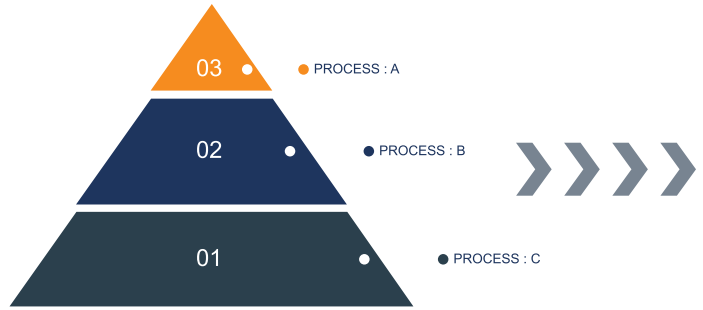 03
PROCESS : A
02
PROCESS : B
01
PROCESS : C